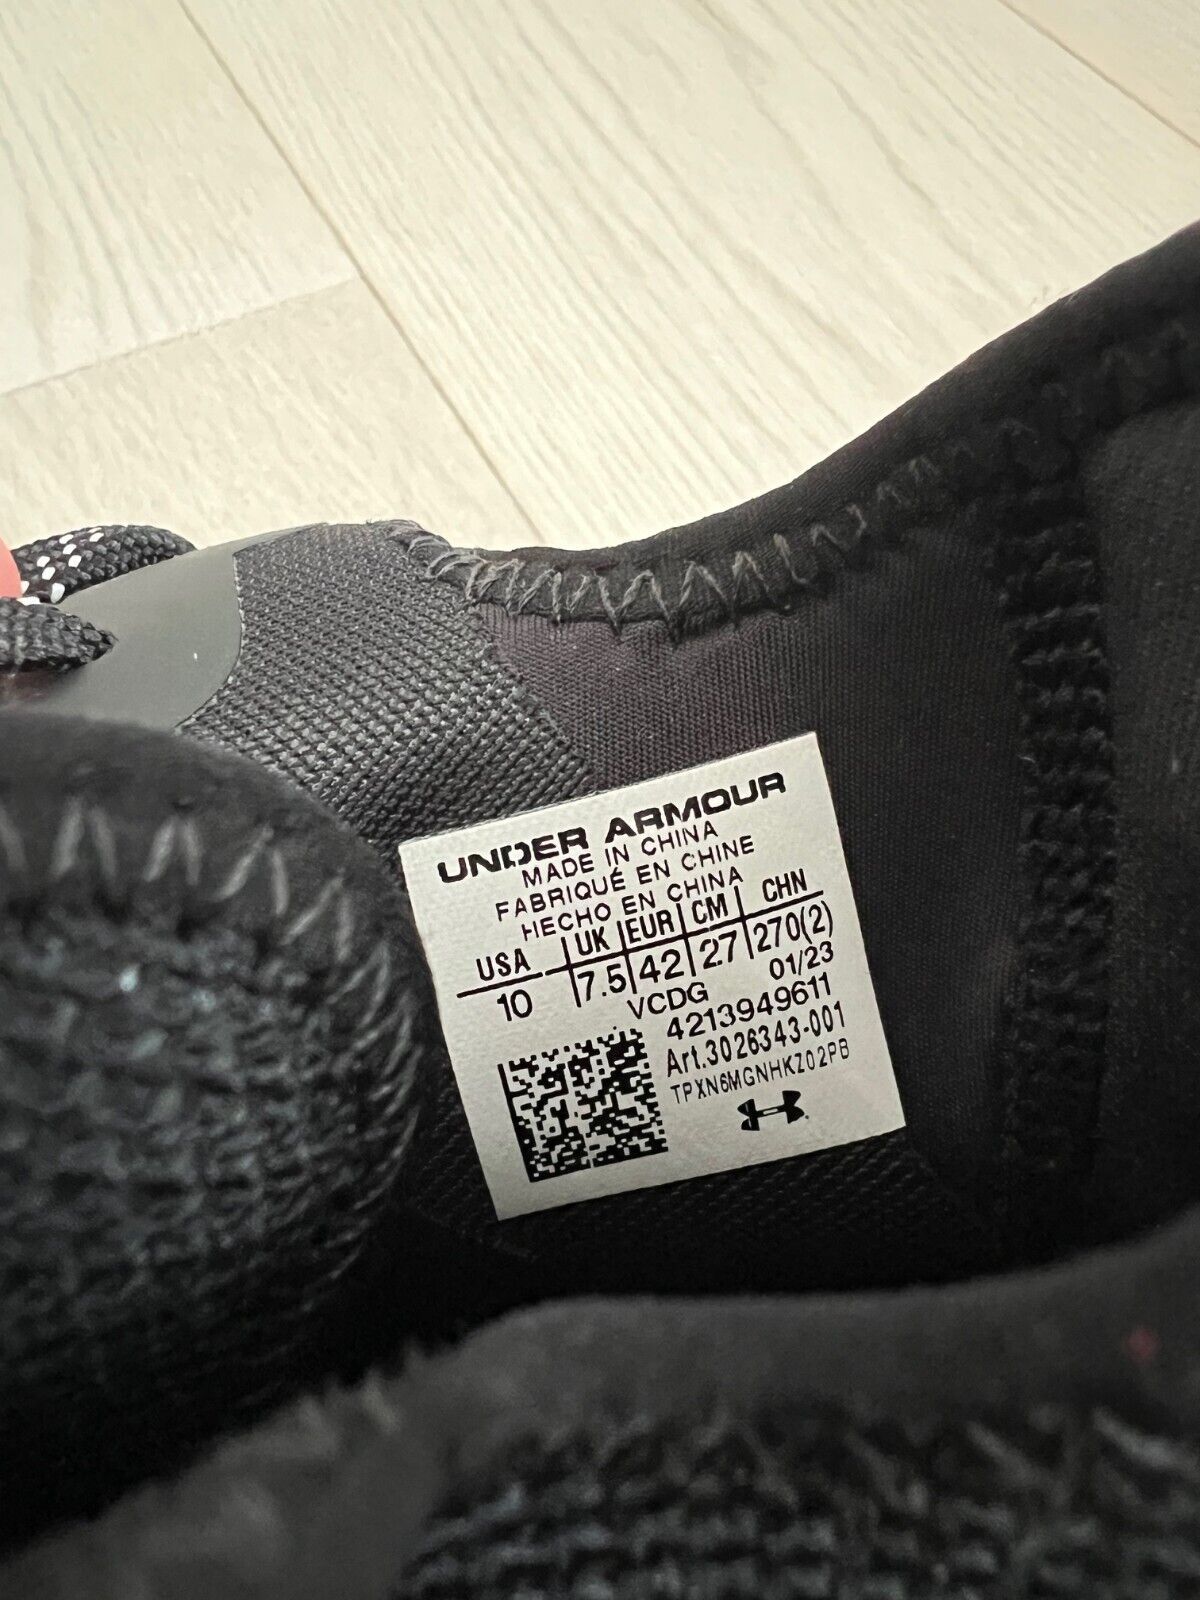 UNDER ARMOUR
MADE IN CHINA
FABRIQUÉ EN CHINE
HECHO EN CHINA
USA UK EUR CM CHN
10 7.5 42 27 270(2)
VCDG 01/23
4213949611
Art.3026343-001
TPXN6MGNHKZ02PB